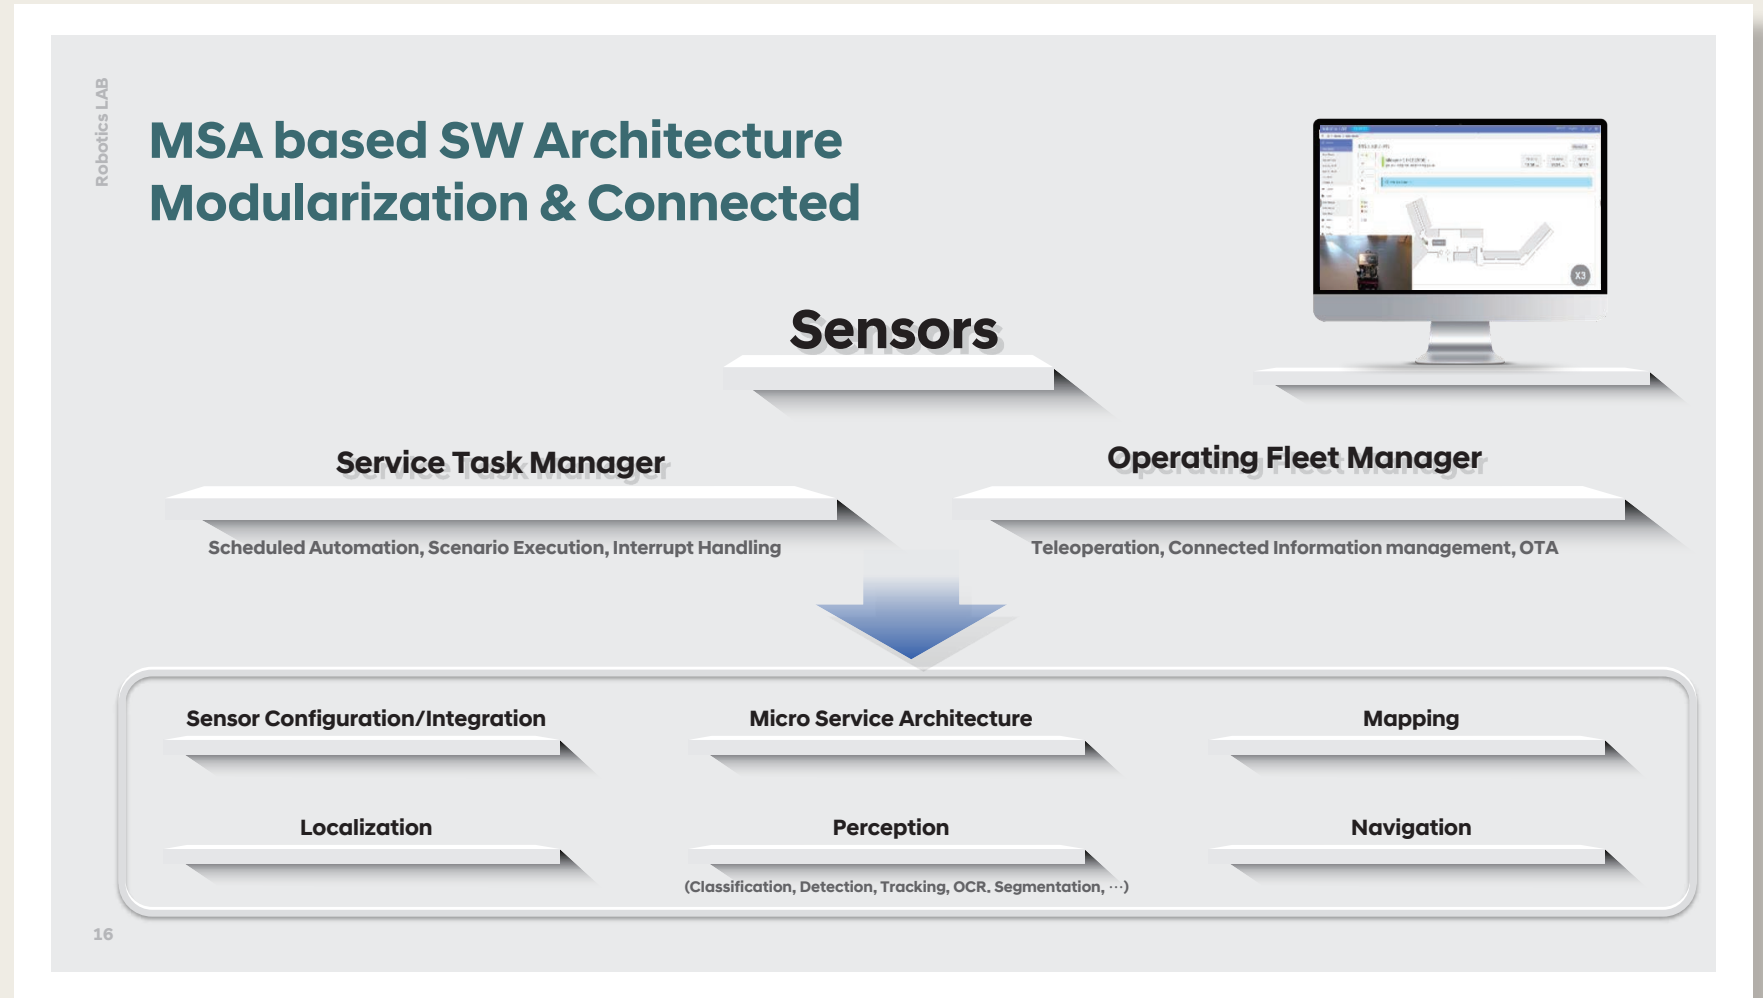 Robotics LAB
MSA based SW Architecture
Modularization & Connected
X3
Sensors
Service Task Manager
Operating Fleet Manager
Scheduled Automation, Scenario Execution, Interrupt Handling
Teleoperation, Connected Information management, OTA
Sensor Configuration/Integration
Micro Service Architecture
Mapping
Localization
Perception
Navigation
(Classification, Detection, Tracking, OCR. Segmentation, ⋯)
16